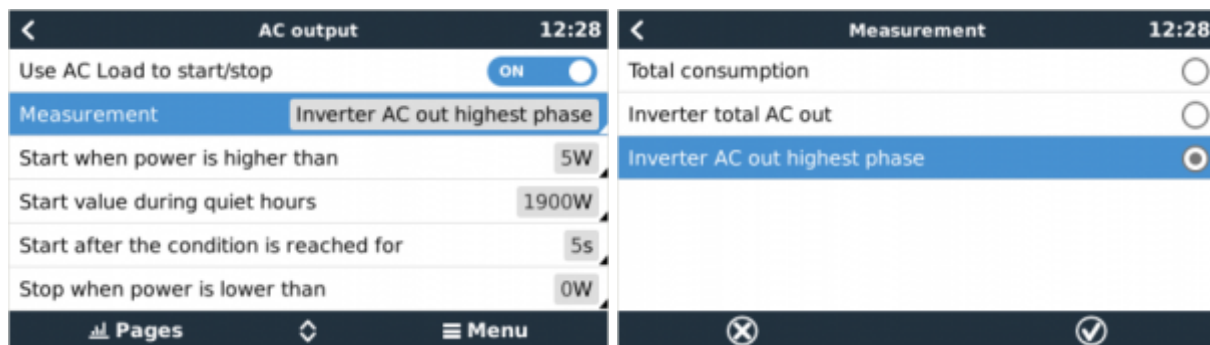 AC output 12:28
Use AC Load to start/stop ON
Measurement Inverter AC out highest phase
Start when power is higher than 5W
Start value during quiet hours 1900W
Start after the condition is reached for 5s
Stop when power is lower than 0W
Pages Menu
Measurement 12:28
Total consumption
Inverter total AC out
Inverter AC out highest phase